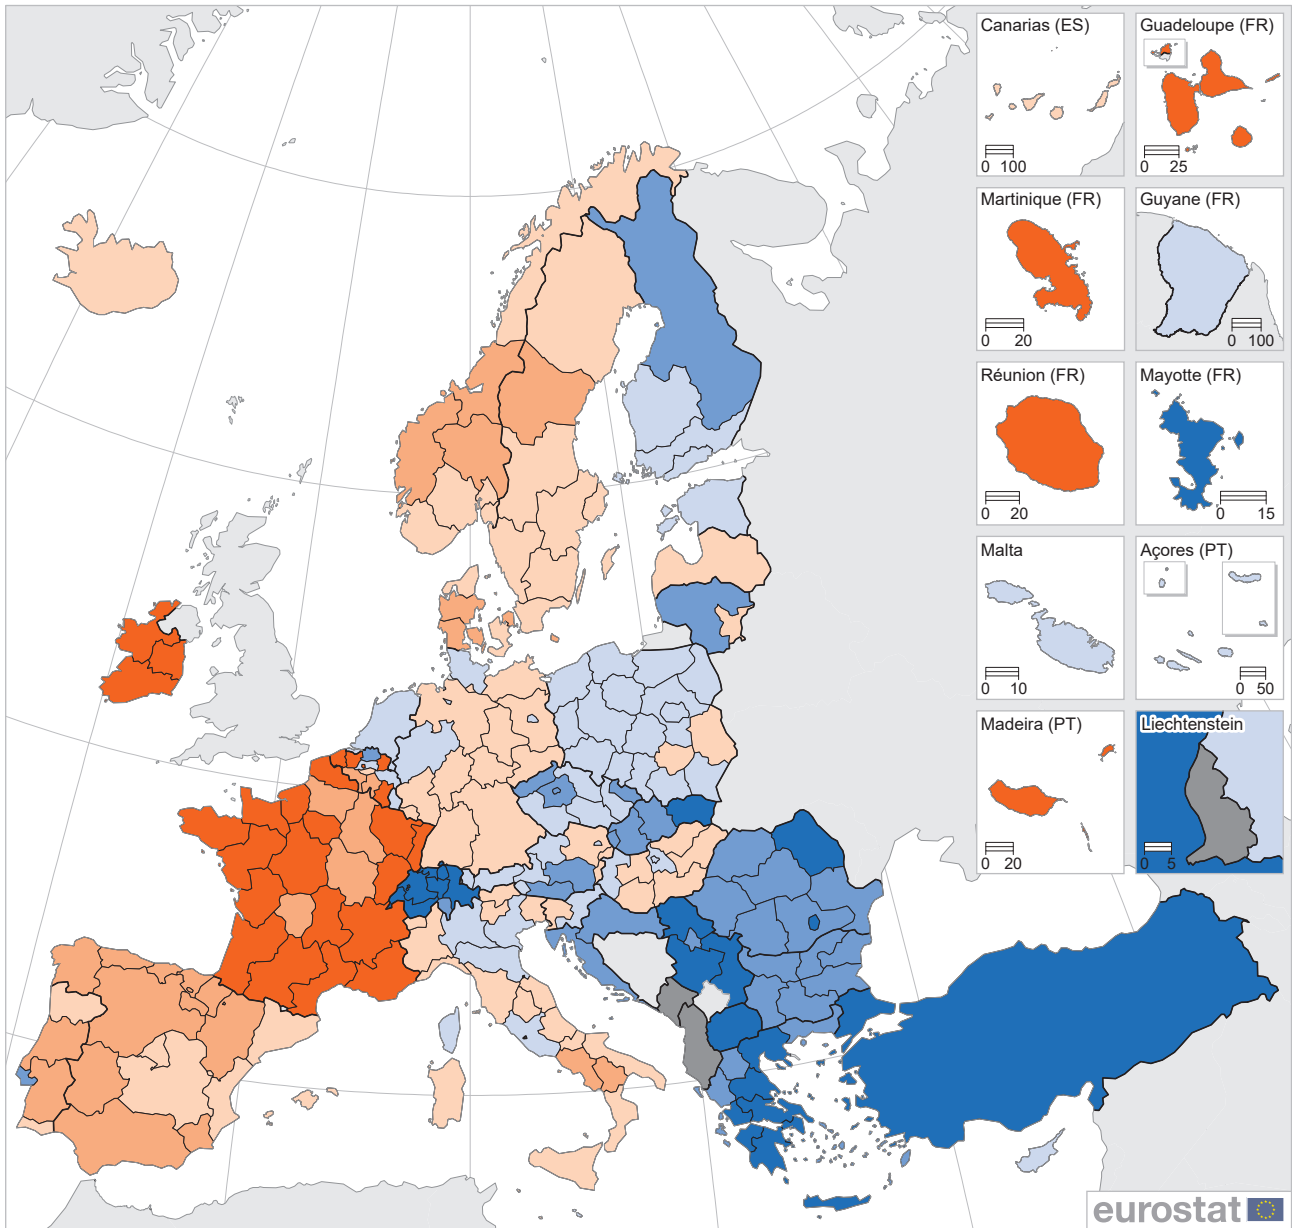 Canarias (ES)
0 100
Guadeloupe (FR)
0 25
Martinique (FR)
0 20
Guyane (FR)
0 100
Réunion (FR)
0 20
Mayotte (FR)
0 15
Malta
0 10
Açores (PT)
0 50
Madeira (PT)
0 20
Liechtenstein
0 5
eurostat